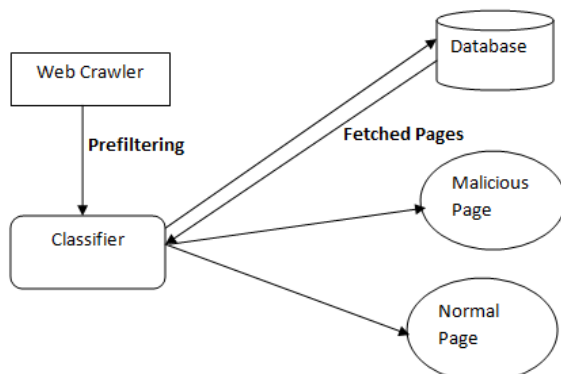 Database
Web Crawler
Prefiltering
Fetched Pages
Malicious
Page
Classifier
Normal
Page